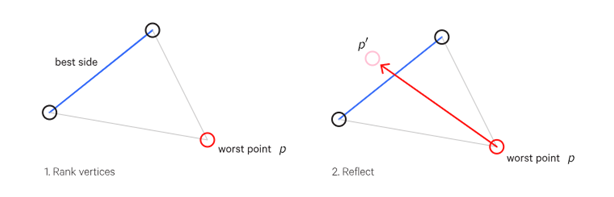 best side
worst point p
1. Rank vertices
p′
worst point p
2. Reflect